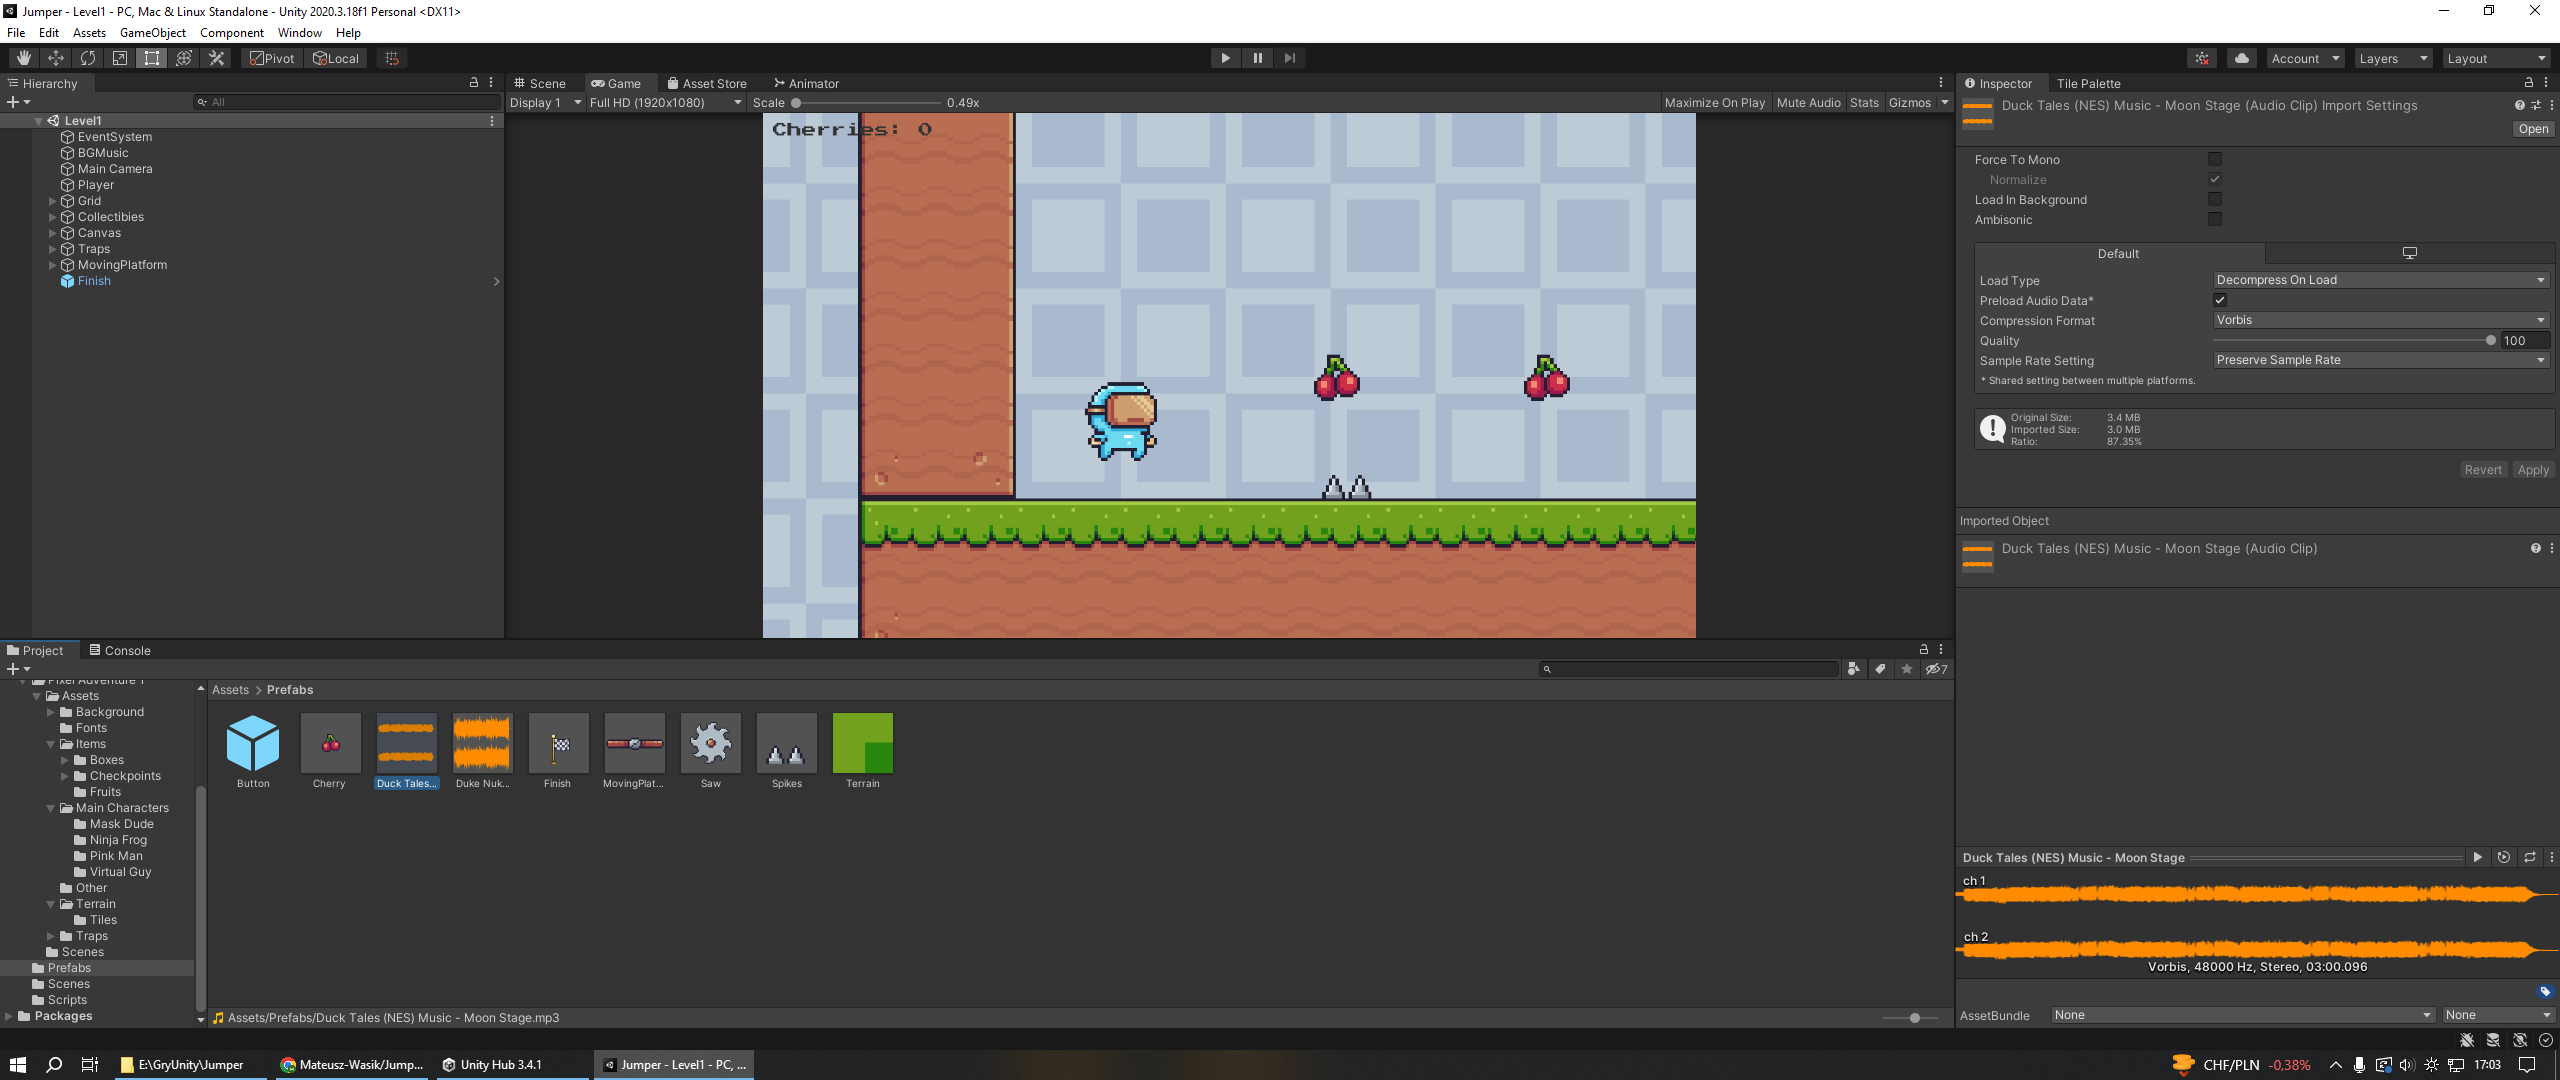 Jumper - Level1 - PC, Mac & Linux Standalone - Unity 2020.3.18f1 Personal <DX11>
File Edit Assets GameObject Component Window Help
Pivot Local Account Layers Layout
Hierarchy
All
Level1
EventSystem
BGMusic
Main Camera
Player
Grid
Collectibies
Canvas
Traps
MovingPlatform
Finish
Scene Game Asset Store Animator
Display 1 Full HD (1920x1080) Scale 0.49x Maximize On Play Mute Audio Stats Gizmos
Cherries: 0
Inspector Tile Palette
Duck Tales (NES) Music - Moon Stage (Audio Clip) Import Settings
Open
Force To Mono
Normalize
Load In Background
Ambisonic
Default
Load Type Decompress On Load
Preload Audio Data*
Compression Format Vorbis
Quality 100
Sample Rate Setting Preserve Sample Rate
* Shared setting between multiple platforms.
Original Size: 3.4 MB
Imported Size: 3.0 MB
Ratio: 87.35%
Revert Apply
Imported Object
Duck Tales (NES) Music - Moon Stage (Audio Clip)
Duck Tales (NES) Music - Moon Stage
ch 1
ch 2
Vorbis, 48000 Hz, Stereo, 03:00.096
AssetBundle None None
Project Console
7
Pixel Adventure 1
Assets
Background
Fonts
Items
Boxes
Checkpoints
Fruits
Main Characters
Mask Dude
Ninja Frog
Pink Man
Virtual Guy
Other
Terrain
Tiles
Traps
Scenes
Prefabs
Scenes
Scripts
Packages
Assets > Prefabs
Button Cherry Duck Tales... Duke Nuk... Finish MovingPlat... Saw Spikes Terrain
Assets/Prefabs/Duck Tales (NES) Music - Moon Stage.mp3
E:\GryUnity\Jumper Mateusz-Wasik/Jump... Unity Hub 3.4.1 Jumper - Level1 - PC, ... CHF/PLN -0,38% 17:03